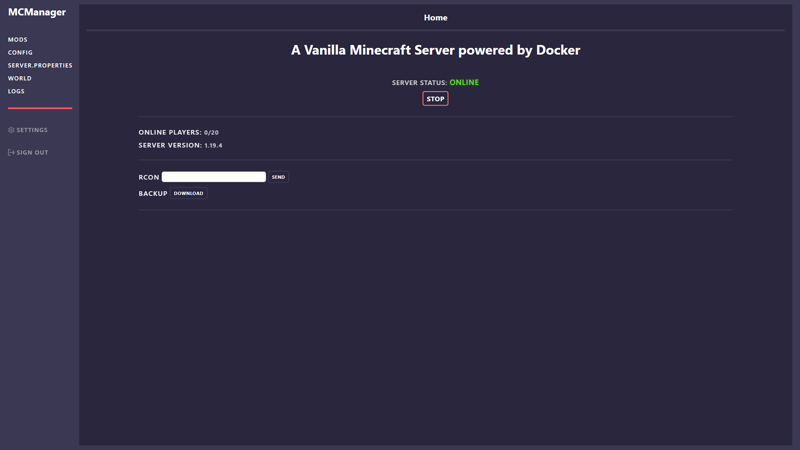 MCManager
MODS
CONFIG
SERVER.PROPERTIES
WORLD
LOGS
SETTINGS
SIGN OUT
Home
A Vanilla Minecraft Server powered by Docker
SERVER STATUS: ONLINE
STOP
ONLINE PLAYERS: 0/20
SERVER VERSION: 1.19.4
RCON SEND
BACKUP DOWNLOAD